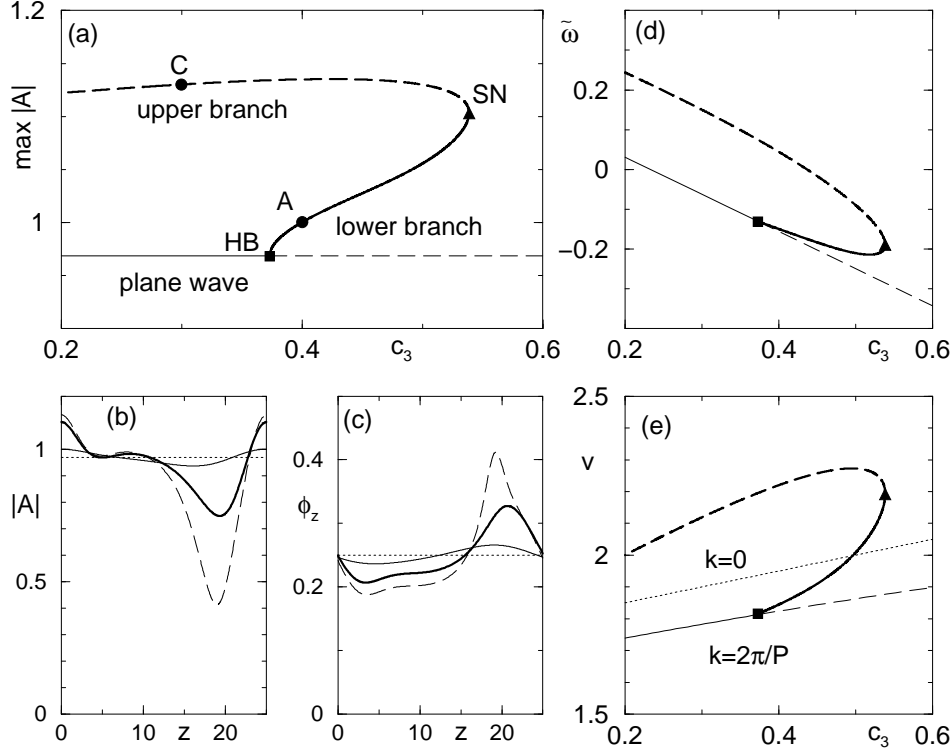 1.2
(a)
C
upper branch
SN
max |A|
1
A
lower branch
HB
plane wave
0.2
0.4
c₃
0.6
ω̃
(d)
0.2
0
−0.2
0.2
0.4
c₃
0.6
(b)
1
|A|
0.5
0
0
10
z
20
(c)
0.4
ϕz
0.2
0
0
10
z
20
2.5
(e)
v
2.0
k=0
k=2π/P
1.5
0.2
0.4
c₃
0.6